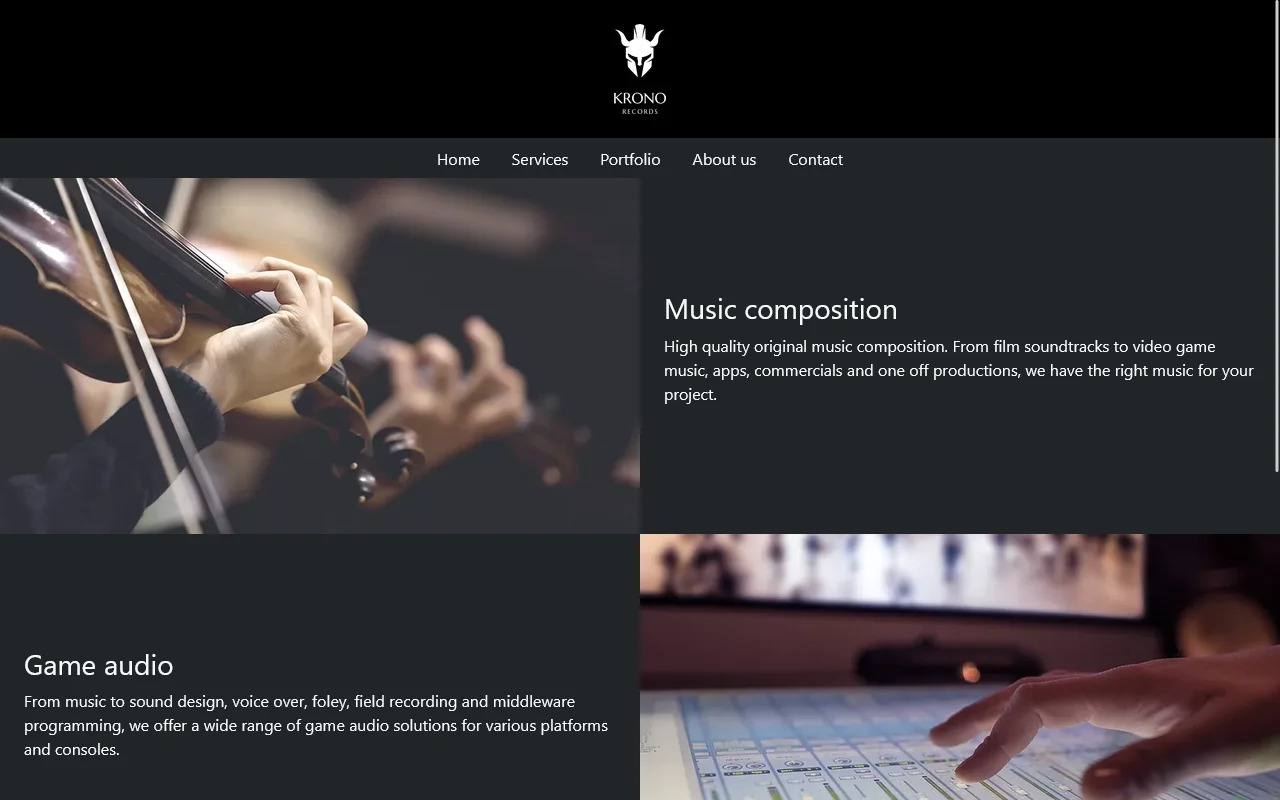 KRONO
RECORDS
Home Services Portfolio About us Contact
Music composition
High quality original music composition. From film soundtracks to video game
music, apps, commercials and one off productions, we have the right music for your
project.
Game audio
From music to sound design, voice over, foley, field recording and middleware
programming, we offer a wide range of game audio solutions for various platforms
and consoles.